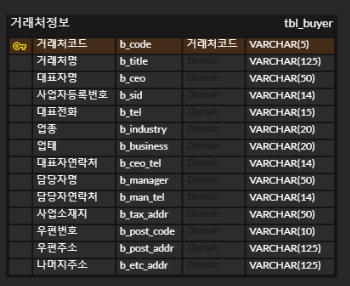 거래처정보 tbl_buyer
거래처코드 b_code 거래처코드 VARCHAR(5)
거래처명 b_title Domain VARCHAR(125)
대표자명 b_ceo Domain VARCHAR(50)
사업자등록번호 b_sid Domain VARCHAR(14)
대표전화 b_tel Domain VARCHAR(15)
업종 b_industry Domain VARCHAR(20)
업태 b_business Domain VARCHAR(20)
대표자연락처 b_ceo_tel Domain VARCHAR(14)
담당자명 b_manager Domain VARCHAR(50)
담당자연락처 b_man_tel Domain VARCHAR(14)
사업소재지 b_tax_addr Domain VARCHAR(50)
우편번호 b_post_code Domain VARCHAR(10)
우편주소 b_post_addr Domain VARCHAR(125)
나머지주소 b_etc_addr Domain VARCHAR(125)